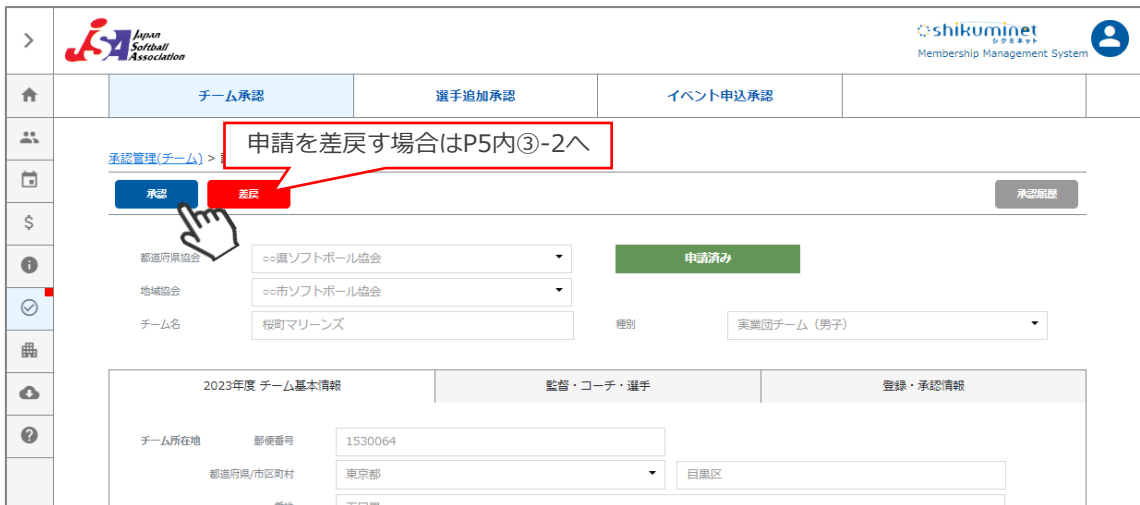 Japan
Softball
Association
shikuminet
シクミネット
Membership Management System
チーム承認
選手追加承認
イベント申込承認
申請を差戻す場合はP5内③-2へ
承認管理(チーム) >
承認
差戻
承認履歴
都道府県協会
○○県ソフトボール協会
申請済み
地域協会
○○市ソフトボール協会
チーム名
桜町マリーンズ
種別
実業団チーム（男子）
2023年度 チーム基本情報
監督・コーチ・選手
登録・承認情報
チーム所在地
郵便番号
1530064
都道府県/市区町村
東京都
目黒区